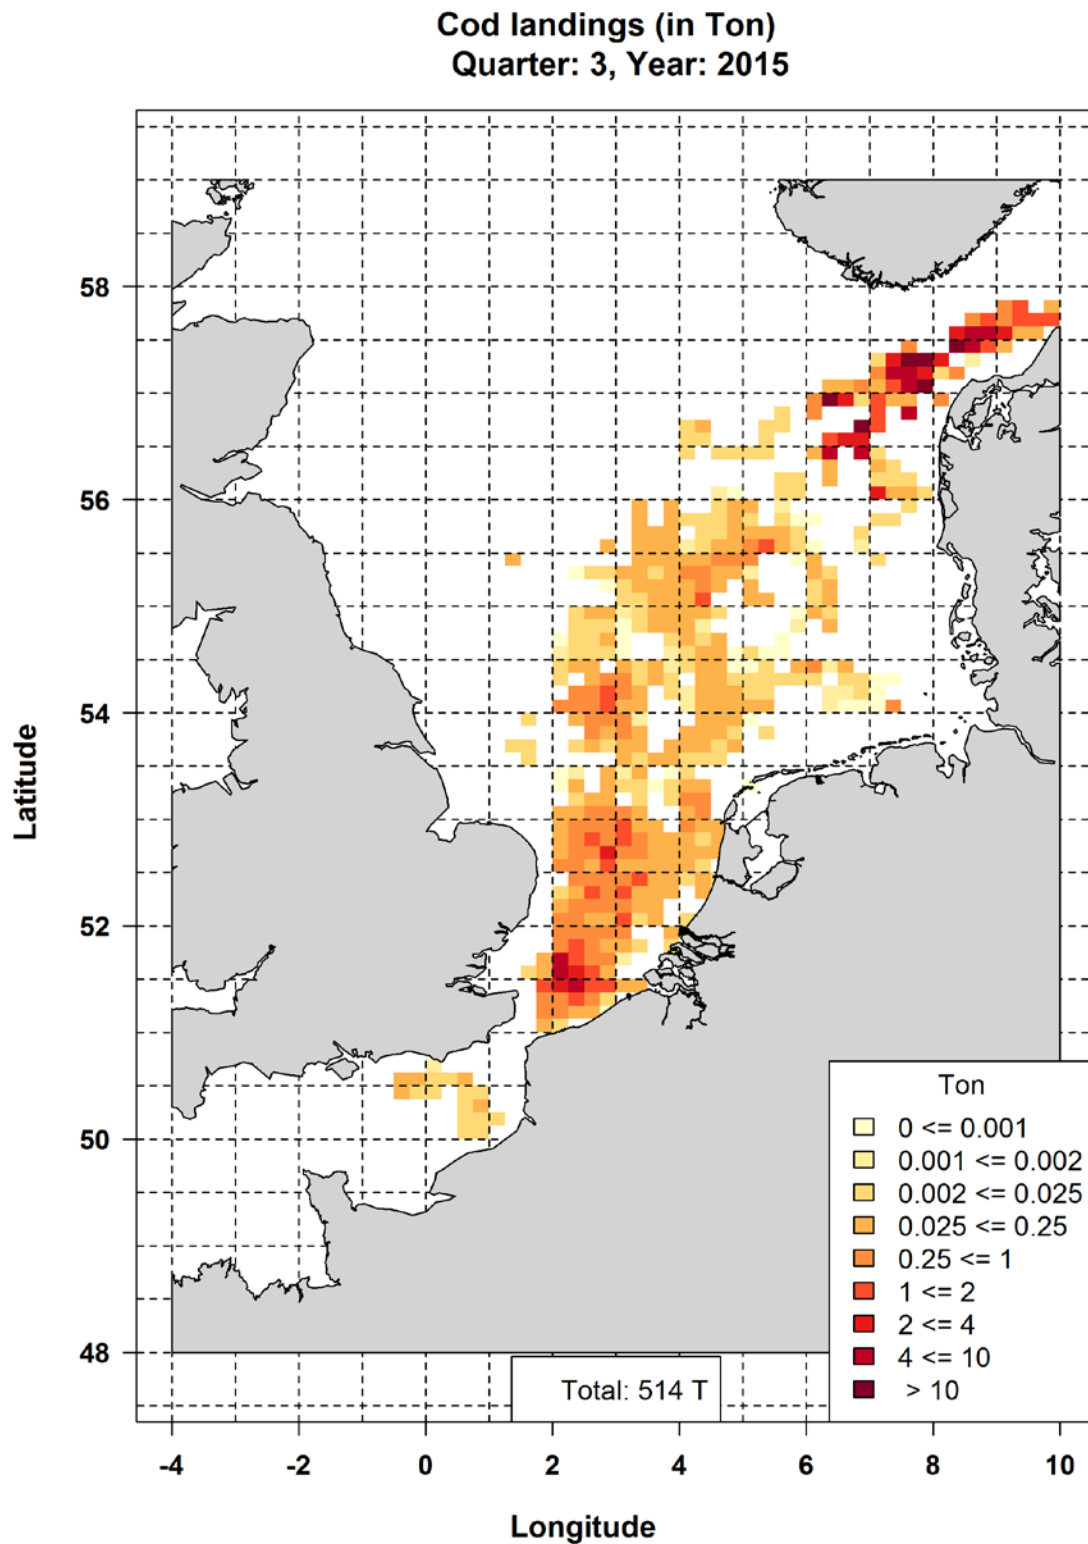 Cod landings (in Ton)
Quarter: 3, Year: 2015
58
56
54
52
50
48
Latitude
Ton
0 <= 0.001
0.001 <= 0.002
0.002 <= 0.025
0.025 <= 0.25
0.25 <= 1
1 <= 2
2 <= 4
4 <= 10
> 10
Total: 514 T
-4 -2 0 2 4 6 8 10
Longitude